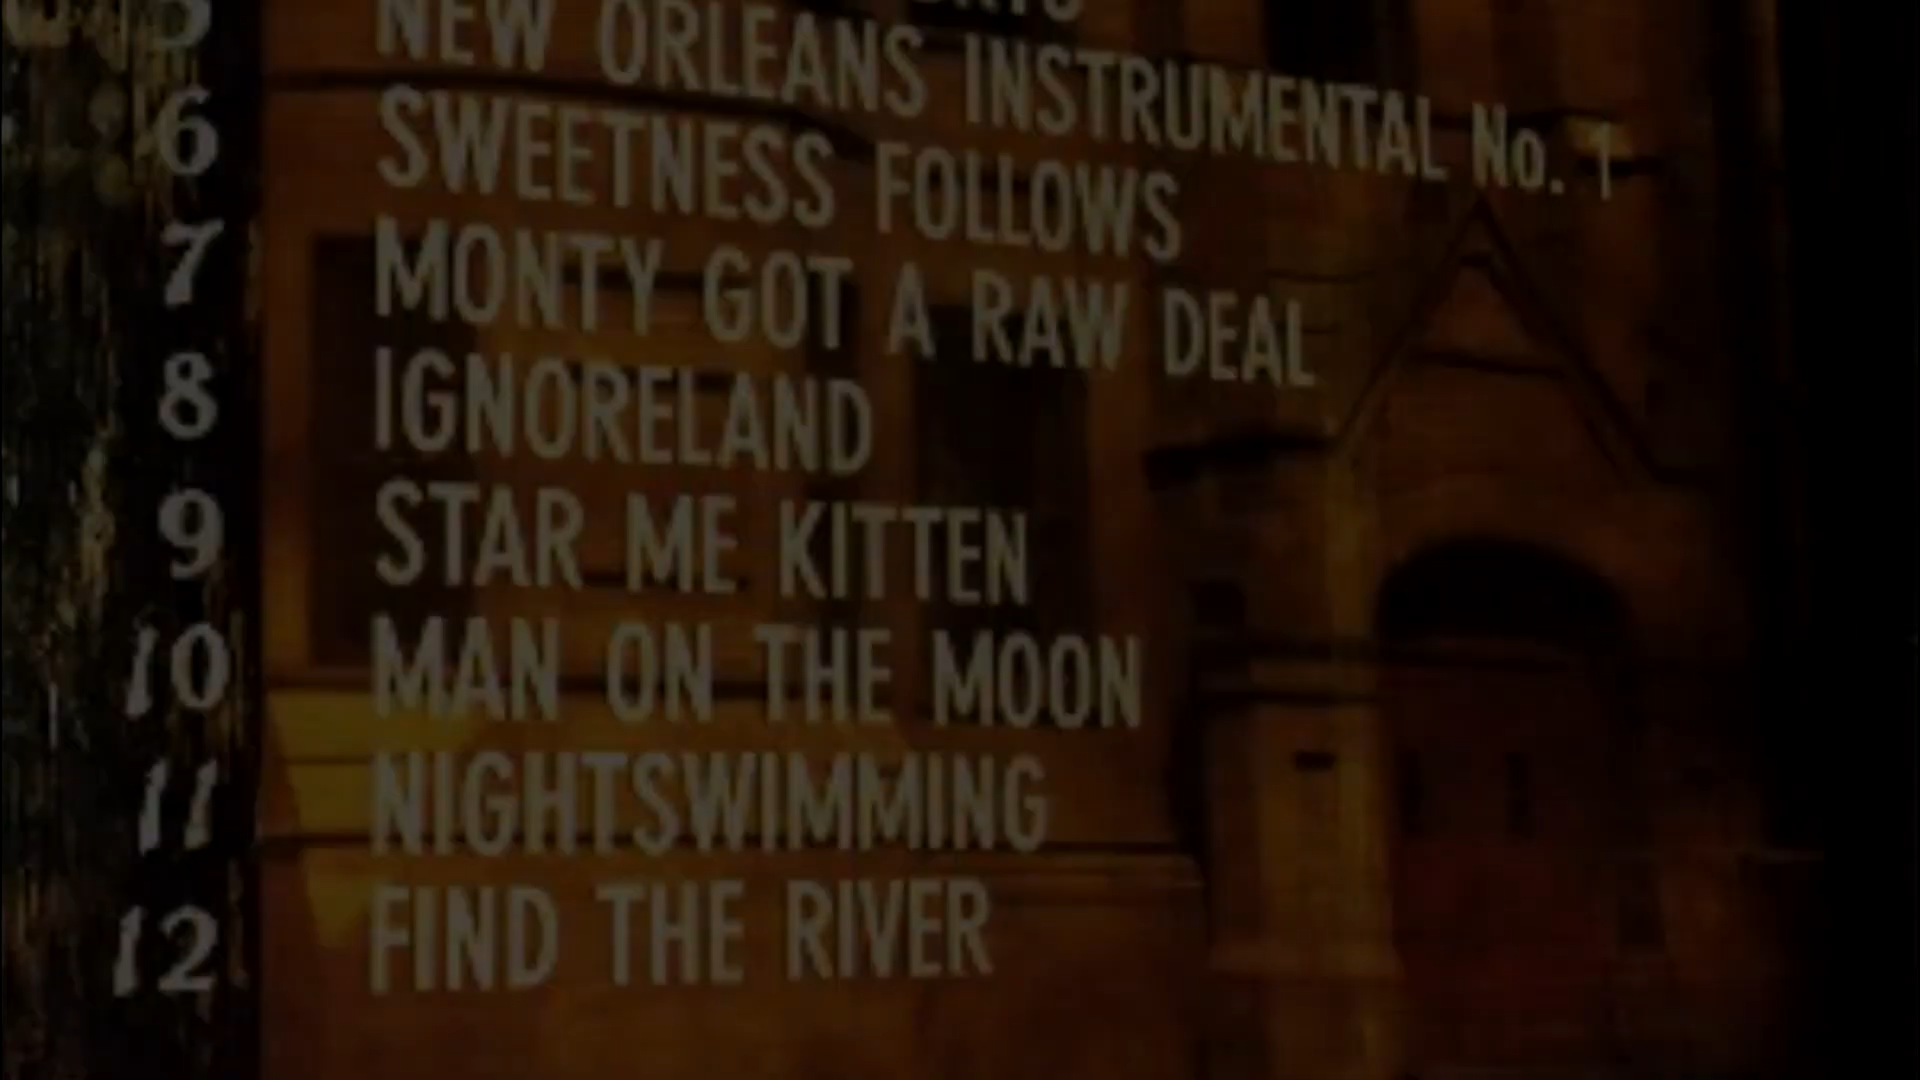 5 NEW ORLEANS INSTRUMENTAL No. 1
6 SWEETNESS FOLLOWS
7 MONTY GOT A RAW DEAL
8 IGNORELAND
9 STAR ME KITTEN
10 MAN ON THE MOON
11 NIGHTSWIMMING
12 FIND THE RIVER